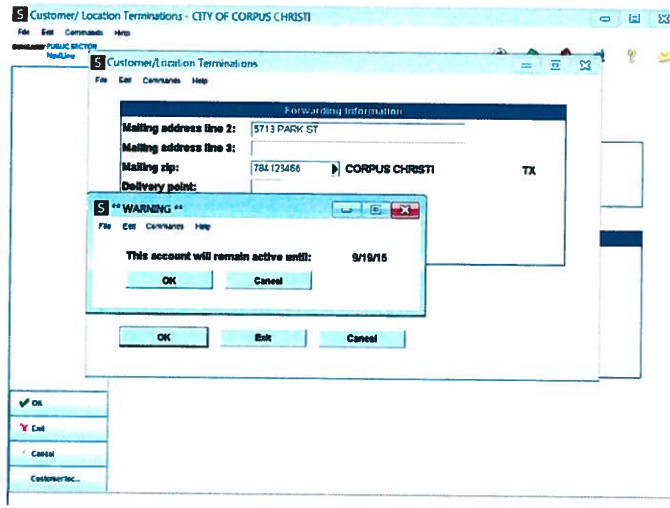 S Customer/ Location Terminations - CITY OF CORPUS CHRISTI
File Edit Commands Help
SUNGARD PUBLIC SECTOR
NaviLine
S Customer/Location Terminations
File Edit Commands Help
Forwarding Information
Mailing address line 2: 5713 PARK ST
Mailing address line 3:
Mailing zip: 784123466 CORPUS CHRISTI TX
Delivery point:
S ** WARNING **
File Edit Commands Help
This account will remain active until: 9/19/15
OK Cancel
OK Exit Cancel
OK
Exit
Cancel